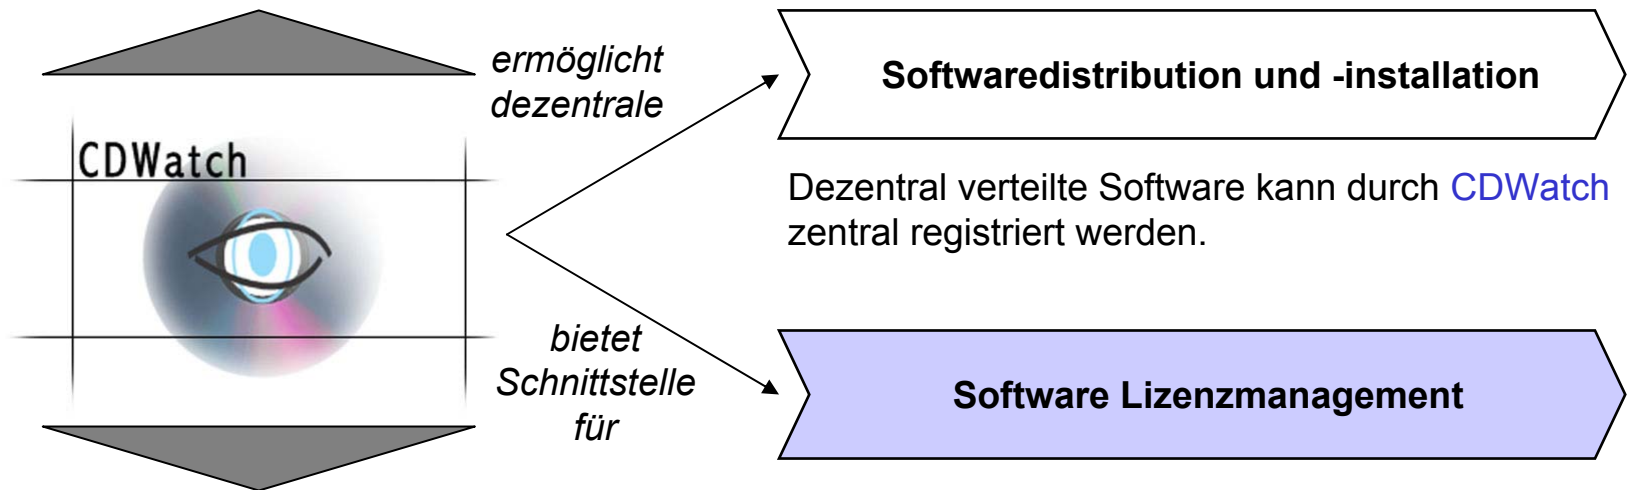 ermöglicht
dezentrale
Softwaredistribution und -installation
CDWatch
Dezentral verteilte Software kann durch CDWatch
zentral registriert werden.
bietet
Schnittstelle
für
Software Lizenzmanagement